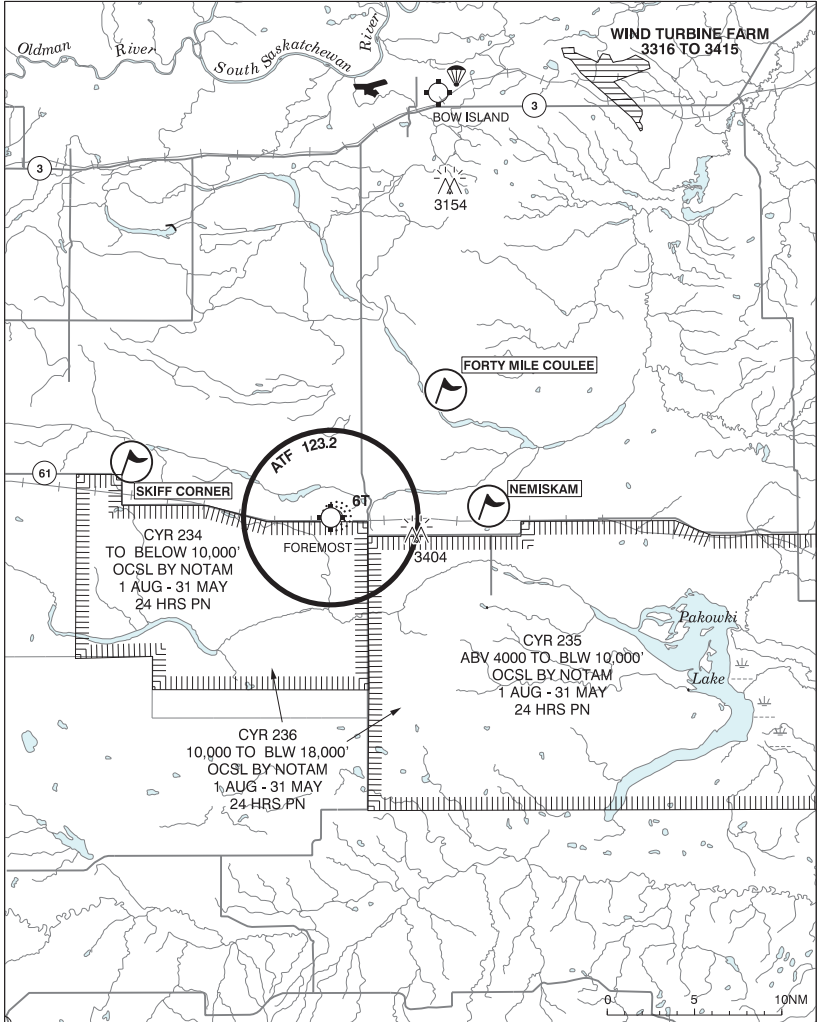 WIND TURBINE FARM
3316 TO 3415
Oldman River
South Saskatchewan River
BOW ISLAND
3
3
3154
FORTY MILE COULEE
ATF 123.2
61
SKIFF CORNER
6T
NEMISKAM
FOREMOST
3404
CYR 234
TO BELOW 10,000'
OCSL BY NOTAM
1 AUG - 31 MAY
24 HRS PN
CYR 235
ABV 4000 TO BLW 10,000'
OCSL BY NOTAM
1 AUG - 31 MAY
24 HRS PN
Pakowki
Lake
CYR 236
10,000 TO BLW 18,000'
OCSL BY NOTAM
1 AUG - 31 MAY
24 HRS PN
0 5 10NM